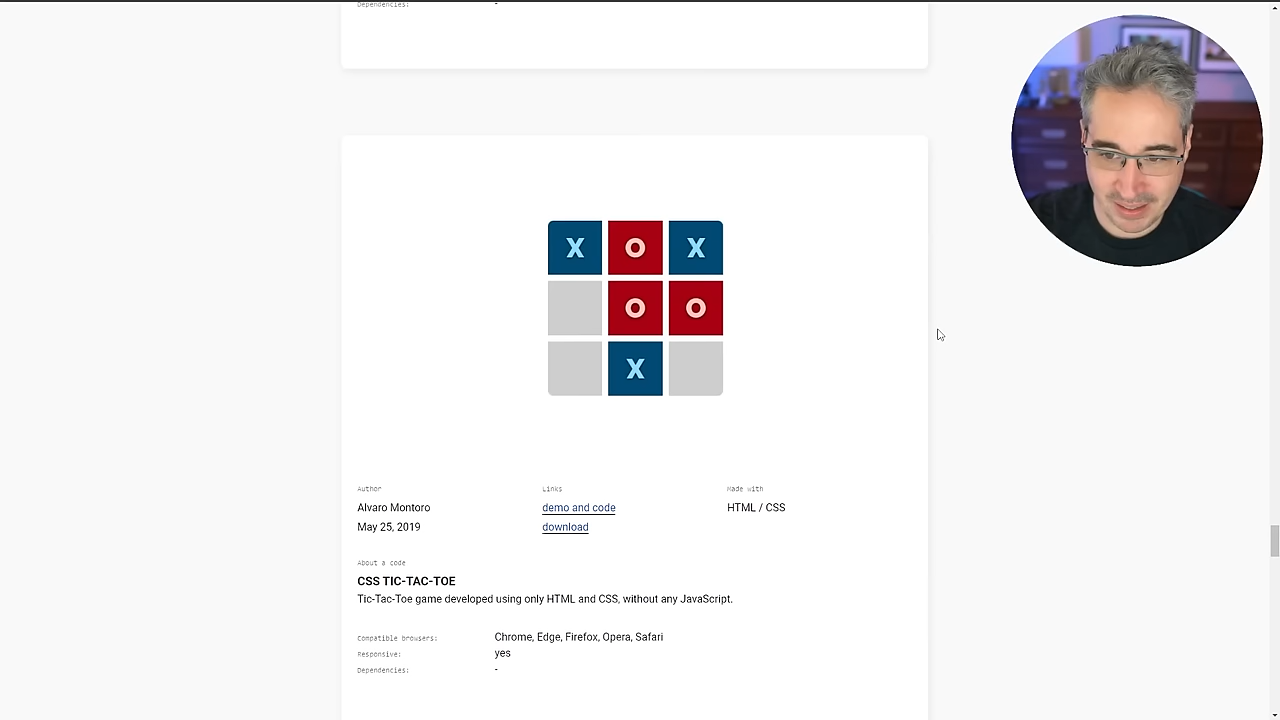 Dependencies: -
X O X
O O
X
Author Links Made with
Alvaro Montoro demo and code HTML / CSS
May 25, 2019 download
About a code
CSS TIC-TAC-TOE
Tic-Tac-Toe game developed using only HTML and CSS, without any JavaScript.
Compatible browsers: Chrome, Edge, Firefox, Opera, Safari
Responsive: yes
Dependencies: -